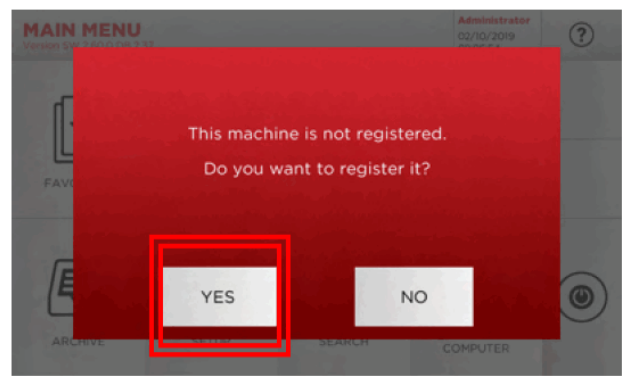 MAIN MENU
Administrator
02/10/2019
?
This machine is not registered.
Do you want to register it?
YES
NO
ARCHIVE
SETUP
SEARCH
COMPUTER